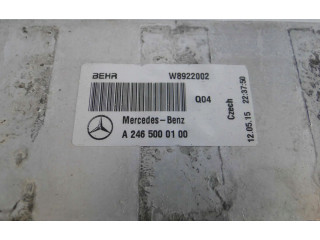 BEHR W8922002
Q04
Mercedes-Benz
A 246 500 01 00
Czech
12.05.15 22:37:50